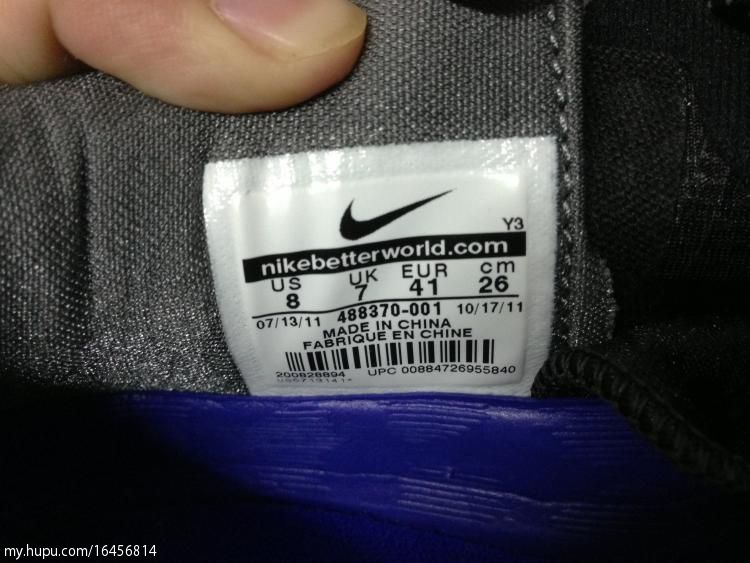 Y3
nikebetterworld.com
US UK EUR cm
8 7 41 26
07/13/11 488370-001 10/17/11
MADE IN CHINA
FABRIQUE EN CHINE
200828894 UPC 00884726955840
my.hupu.com/16456814